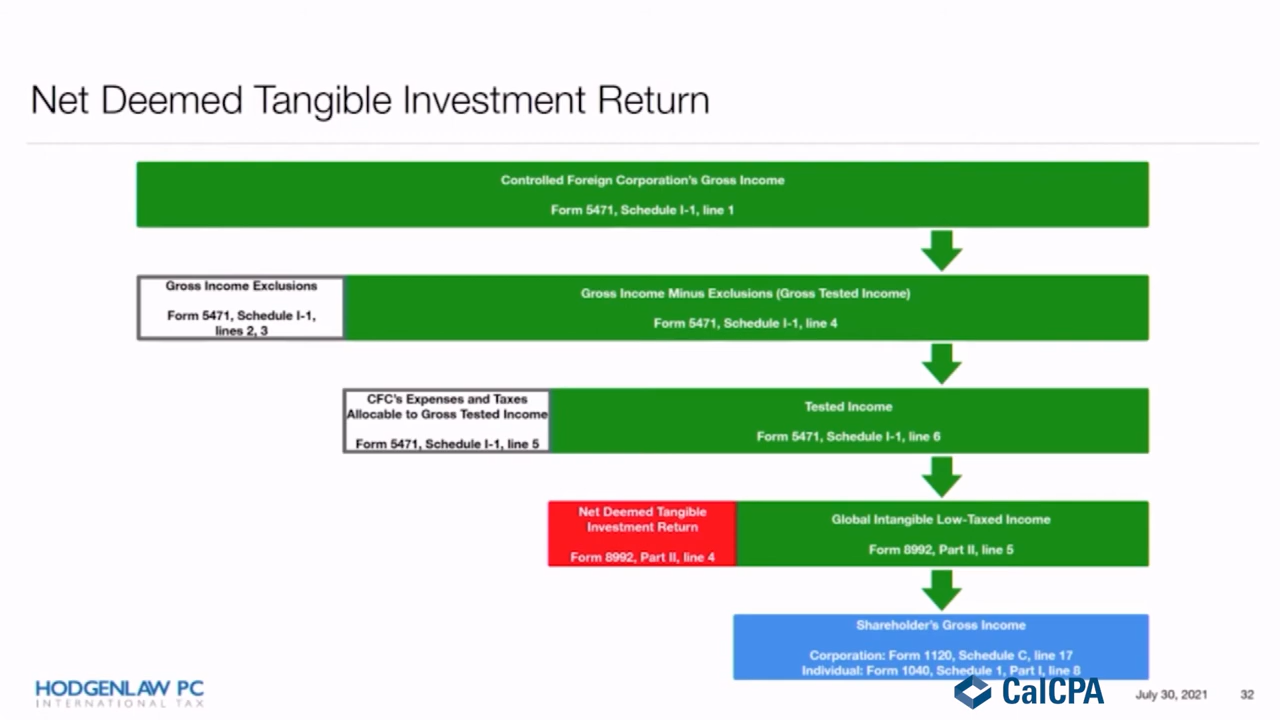 Net Deemed Tangible Investment Return
Controlled Foreign Corporation's Gross Income
Form 5471, Schedule I-1, line 1
Gross Income Exclusions
Form 5471, Schedule I-1,
lines 2, 3
Gross Income Minus Exclusions (Gross Tested Income)
Form 5471, Schedule I-1, line 4
CFC's Expenses and Taxes
Allocable to Gross Tested Income
Form 5471, Schedule I-1, line 5
Tested Income
Form 5471, Schedule I-1, line 6
Net Deemed Tangible
Investment Return
Form 8992, Part II, line 4
Global Intangible Low-Taxed Income
Form 8992, Part II, line 5
Shareholder's Gross Income
Corporation: Form 1120, Schedule C, line 17
Individual: Form 1040, Schedule 1, Part I, line 8
HODGENLAW PC
INTERNATIONAL TAX
CalCPA
July 30, 2021
32